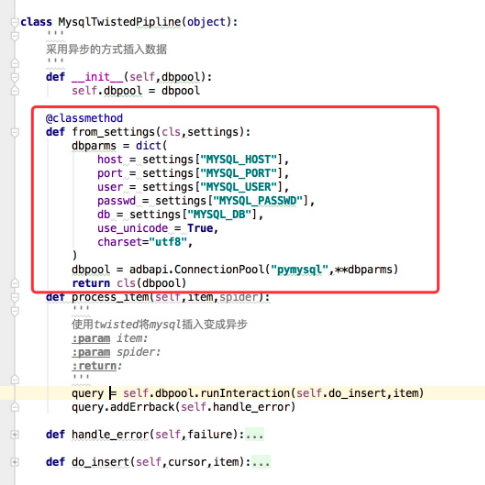 class MysqlTwistedPipline(object):
    '''
    采用异步的方式插入数据
    '''
    def __init__(self,dbpool):
        self.dbpool = dbpool

    @classmethod
    def from_settings(cls,settings):
        dbparms = dict(
            host = settings["MYSQL_HOST"],
            port = settings["MYSQL_PORT"],
            user = settings["MYSQL_USER"],
            passwd = settings["MYSQL_PASSWD"],
            db = settings["MYSQL_DB"],
            use_unicode = True,
            charset="utf8",
        )
        dbpool = adbapi.ConnectionPool("pymysql",**dbparms)
        return cls(dbpool)
    def process_item(self,item,spider):
        '''
        使用twisted将mysql插入变成异步
        :param item:
        :param spider:
        :return:
        '''
        query = self.dbpool.runInteraction(self.do_insert,item)
        query.addErrback(self.handle_error)

    def handle_error(self,failure):...

    def do_insert(self,cursor,item):...